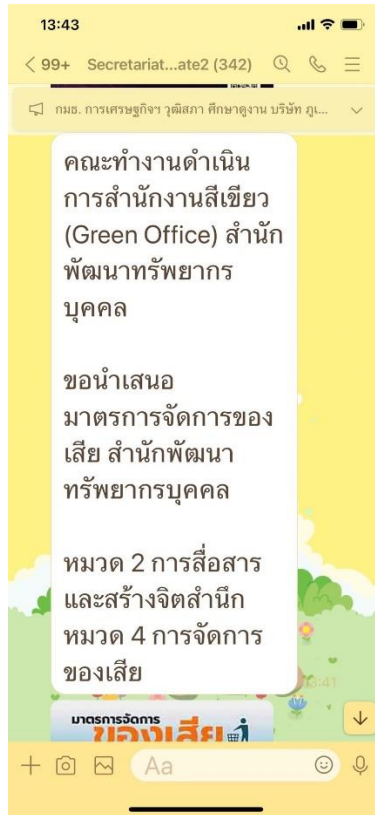 13:43
99+ Secretariat...ate2 (342)
กมธ. การเศรษฐกิจฯ วุฒิสภา ศึกษาดูงาน บริษัท ภูเ...
คณะทำงานดำเนิน
การสำนักงานสีเขียว
(Green Office) สำนัก
พัฒนาทรัพยากร
บุคคล
ขอนำเสนอ
มาตรการจัดการของ
เสีย สำนักพัฒนา
ทรัพยากรบุคคล
หมวด 2 การสื่อสาร
และสร้างจิตสำนึก
หมวด 4 การจัดการ
ของเสีย
13:41
มาตรการจัดการ
ของเสีย
Aa